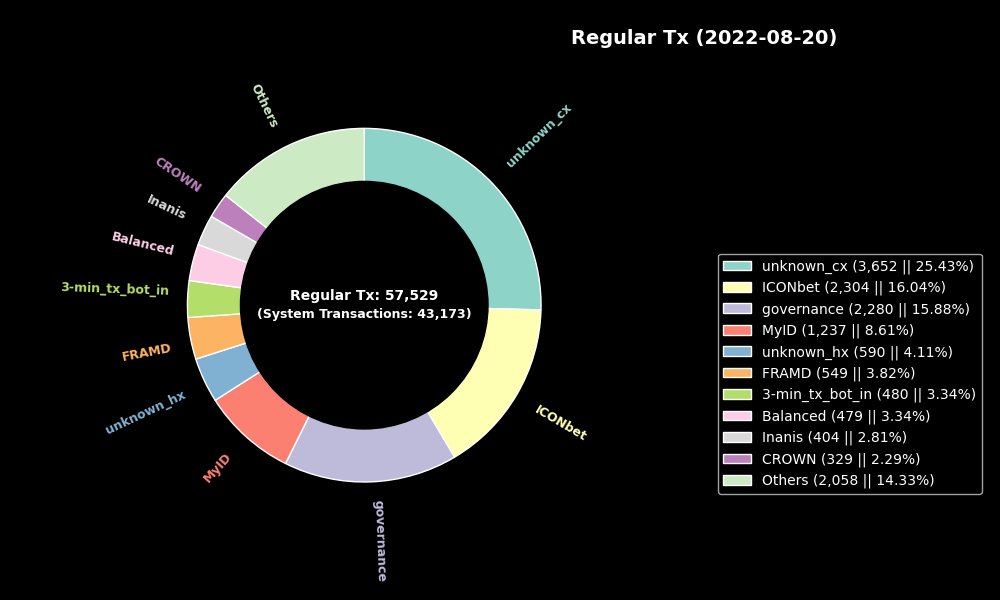 Regular Tx (2022-08-20)
Others
unknown_cx
CROWN
Inanis
Balanced
3-min_tx_bot_in
FRAMD
unknown_hx
MyID
governance
ICONbet
Regular Tx: 57,529
(System Transactions: 43,173)
unknown_cx (3,652 || 25.43%)
ICONbet (2,304 || 16.04%)
governance (2,280 || 15.88%)
MyID (1,237 || 8.61%)
unknown_hx (590 || 4.11%)
FRAMD (549 || 3.82%)
3-min_tx_bot_in (480 || 3.34%)
Balanced (479 || 3.34%)
Inanis (404 || 2.81%)
CROWN (329 || 2.29%)
Others (2,058 || 14.33%)